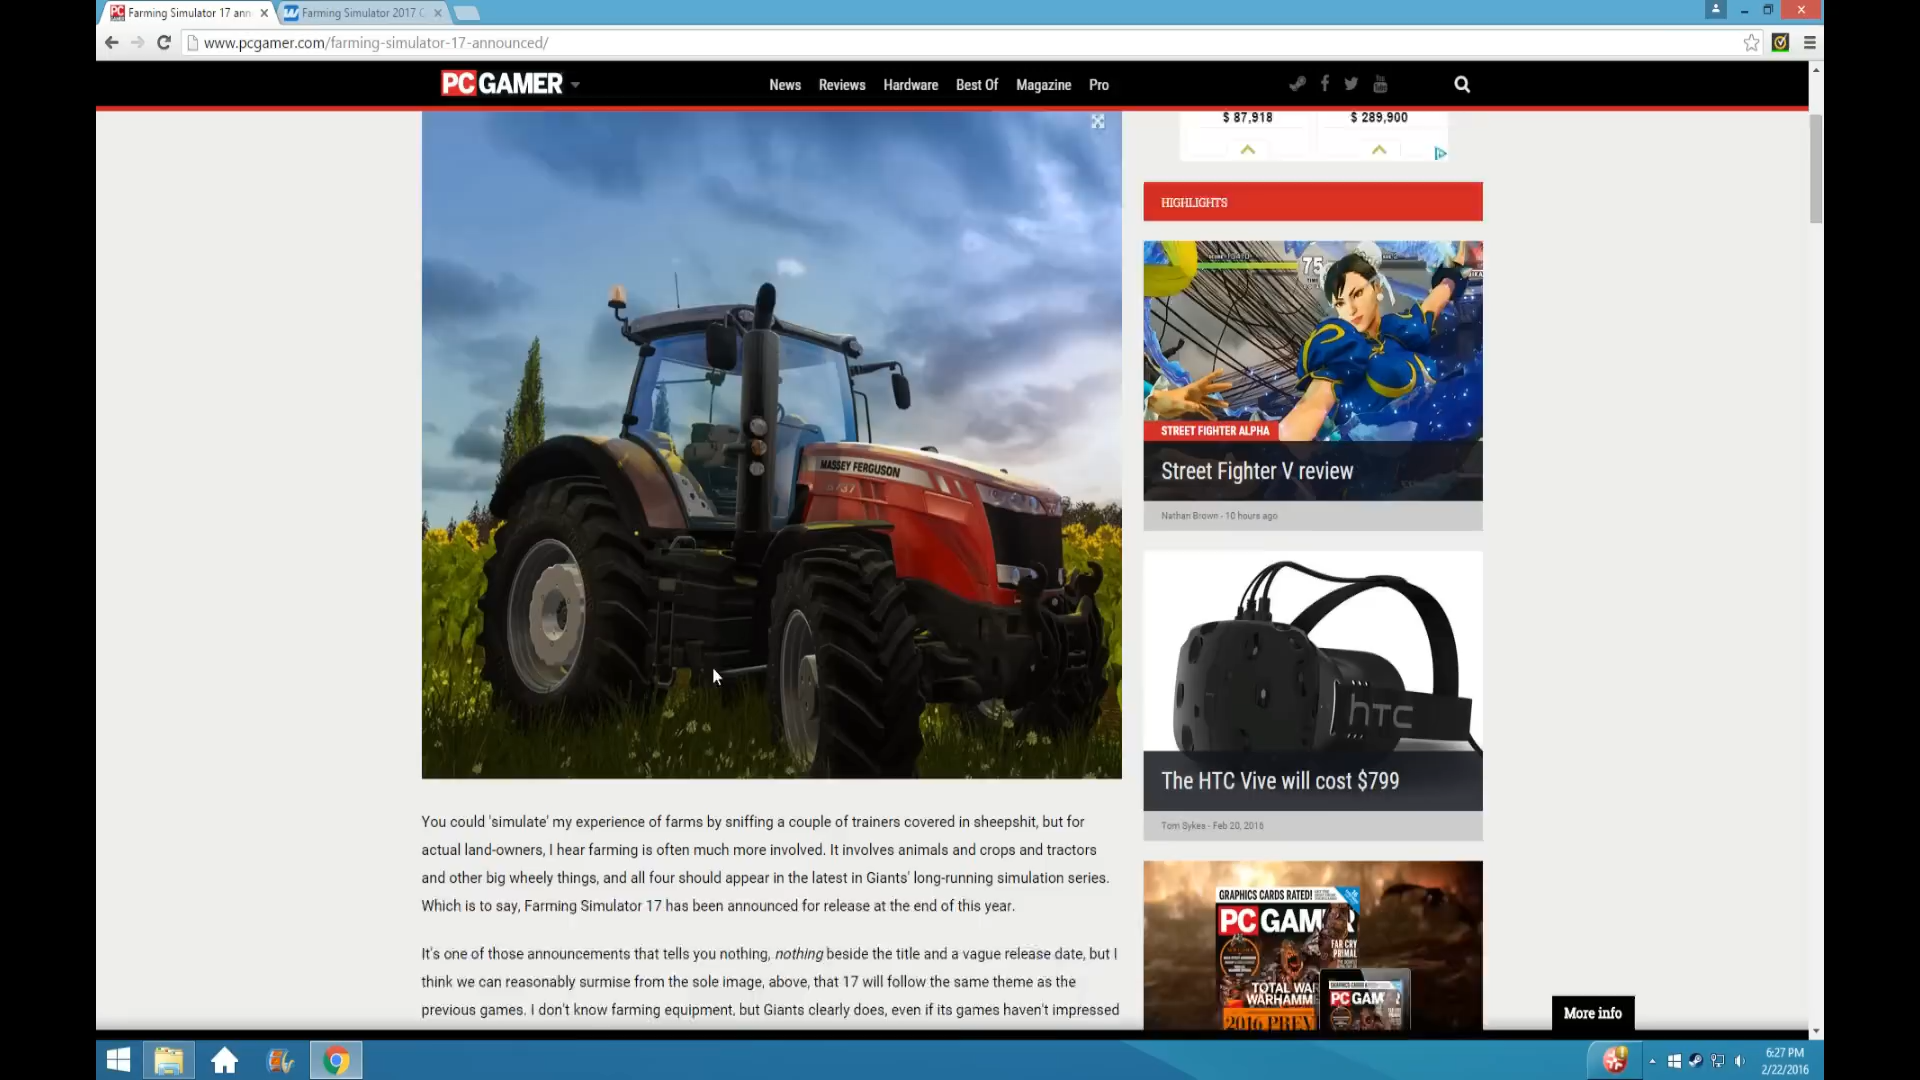 Farming Simulator 17 ann
Farming Simulator 2017
www.pcgamer.com/farming-simulator-17-announced/
PC GAMER
News Reviews Hardware Best Of Magazine Pro
$ 87,918 $ 289,900
HIGHLIGHTS
75
STREET FIGHTER ALPHA
Street Fighter V review
Nathan Brown - 10 hours ago
MASSEY FERGUSON
hTC
The HTC Vive will cost $799
Tom Sykes - Feb 20, 2016
You could 'simulate' my experience of farms by sniffing a couple of trainers covered in sheepshit, but for
actual land-owners, I hear farming is often much more involved. It involves animals and crops and tractors
and other big wheely things, and all four should appear in the latest in Giants' long-running simulation series.
Which is to say, Farming Simulator 17 has been announced for release at the end of this year.
It's one of those announcements that tells you nothing, nothing beside the title and a vague release date, but I
think we can reasonably surmise from the sole image, above, that 17 will follow the same theme as the
previous games. I don't know farming equipment, but Giants clearly does, even if its games haven't impressed
GRAPHICS CARDS RATED!
PC GAM R
FAR CRY
PRIMAL
TOTAL WA
WARHAMM
PC GAM
2016 PREV
More info
6:27 PM
2/22/2016